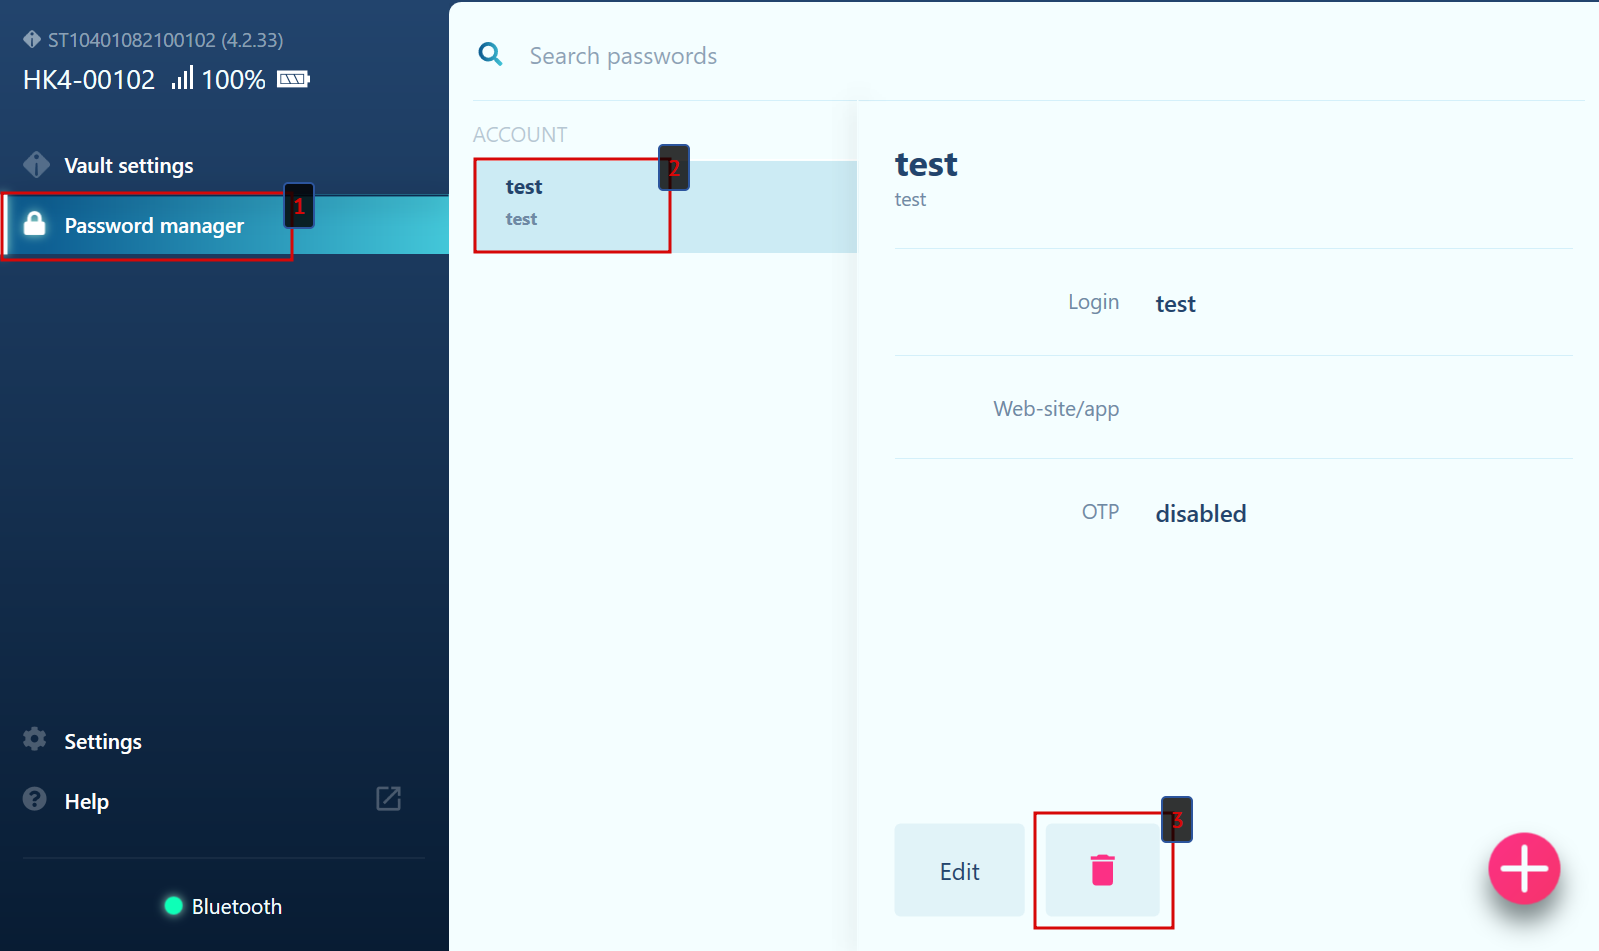 ST10401082100102 (4.2.33)
HK4-00102 100%
Vault settings
Password manager
1
Settings
Help
Bluetooth
Search passwords
ACCOUNT
test
test
2
test
test
Login test
Web-site/app
OTP disabled
Edit
3